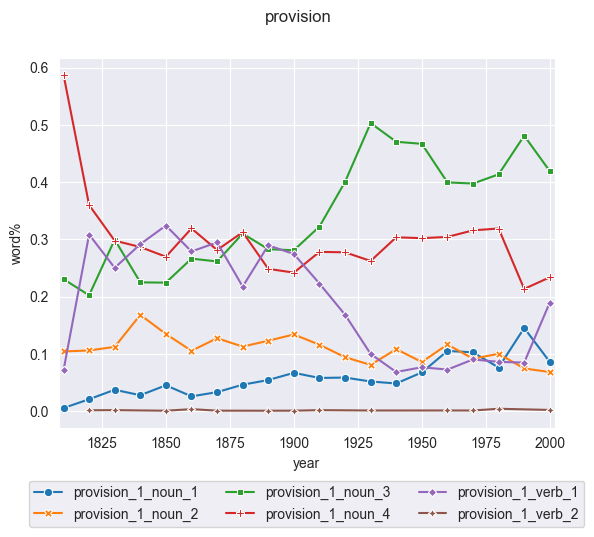 provision
0.6
0.5
0.4
0.3
0.2
0.1
0.0
word%
1825 1850 1875 1900 1925 1950 1975 2000
year
provision_1_noun_1 provision_1_noun_3 provision_1_verb_1
provision_1_noun_2 provision_1_noun_4 provision_1_verb_2